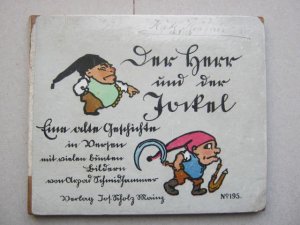 Der Herr
und der
Jockel
Eine alte Geschichte
in Versen
mit vielen bunten
Bildern
von Arpad Schmidhammer
Verlag Jos. Scholz Mainz
No 195.